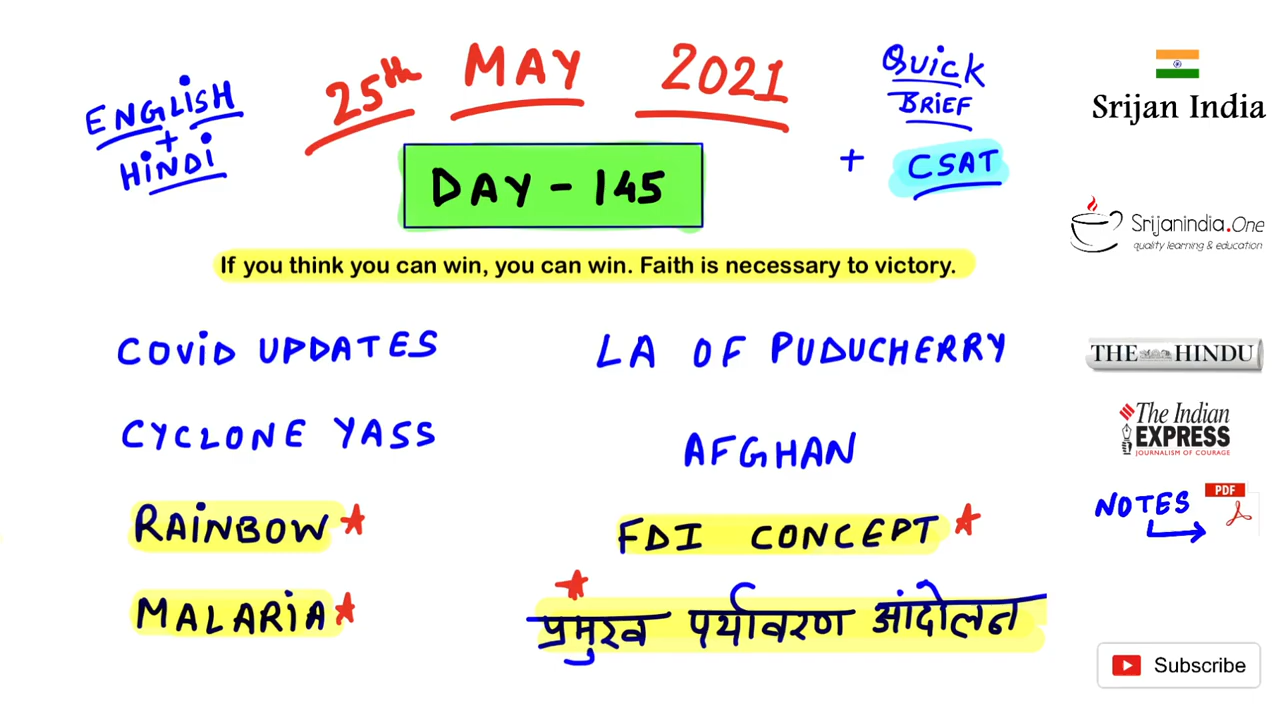 25th MAY 2021
ENGLISH
+
HINDI
QUICK
BRIEF
+ CSAT
DAY - 145
If you think you can win, you can win. Faith is necessary to victory.
COVID UPDATES
LA OF PUDUCHERRY
CYCLONE YASS
AFGHAN
RAINBOW
FDI CONCEPT
MALARIA
प्रमुख पर्यावरण आंदोलन
Srijan India
Srijanindia.One
quality learning & education
THE HINDU
The Indian
EXPRESS
JOURNALISM OF COURAGE
NOTES
PDF
Subscribe